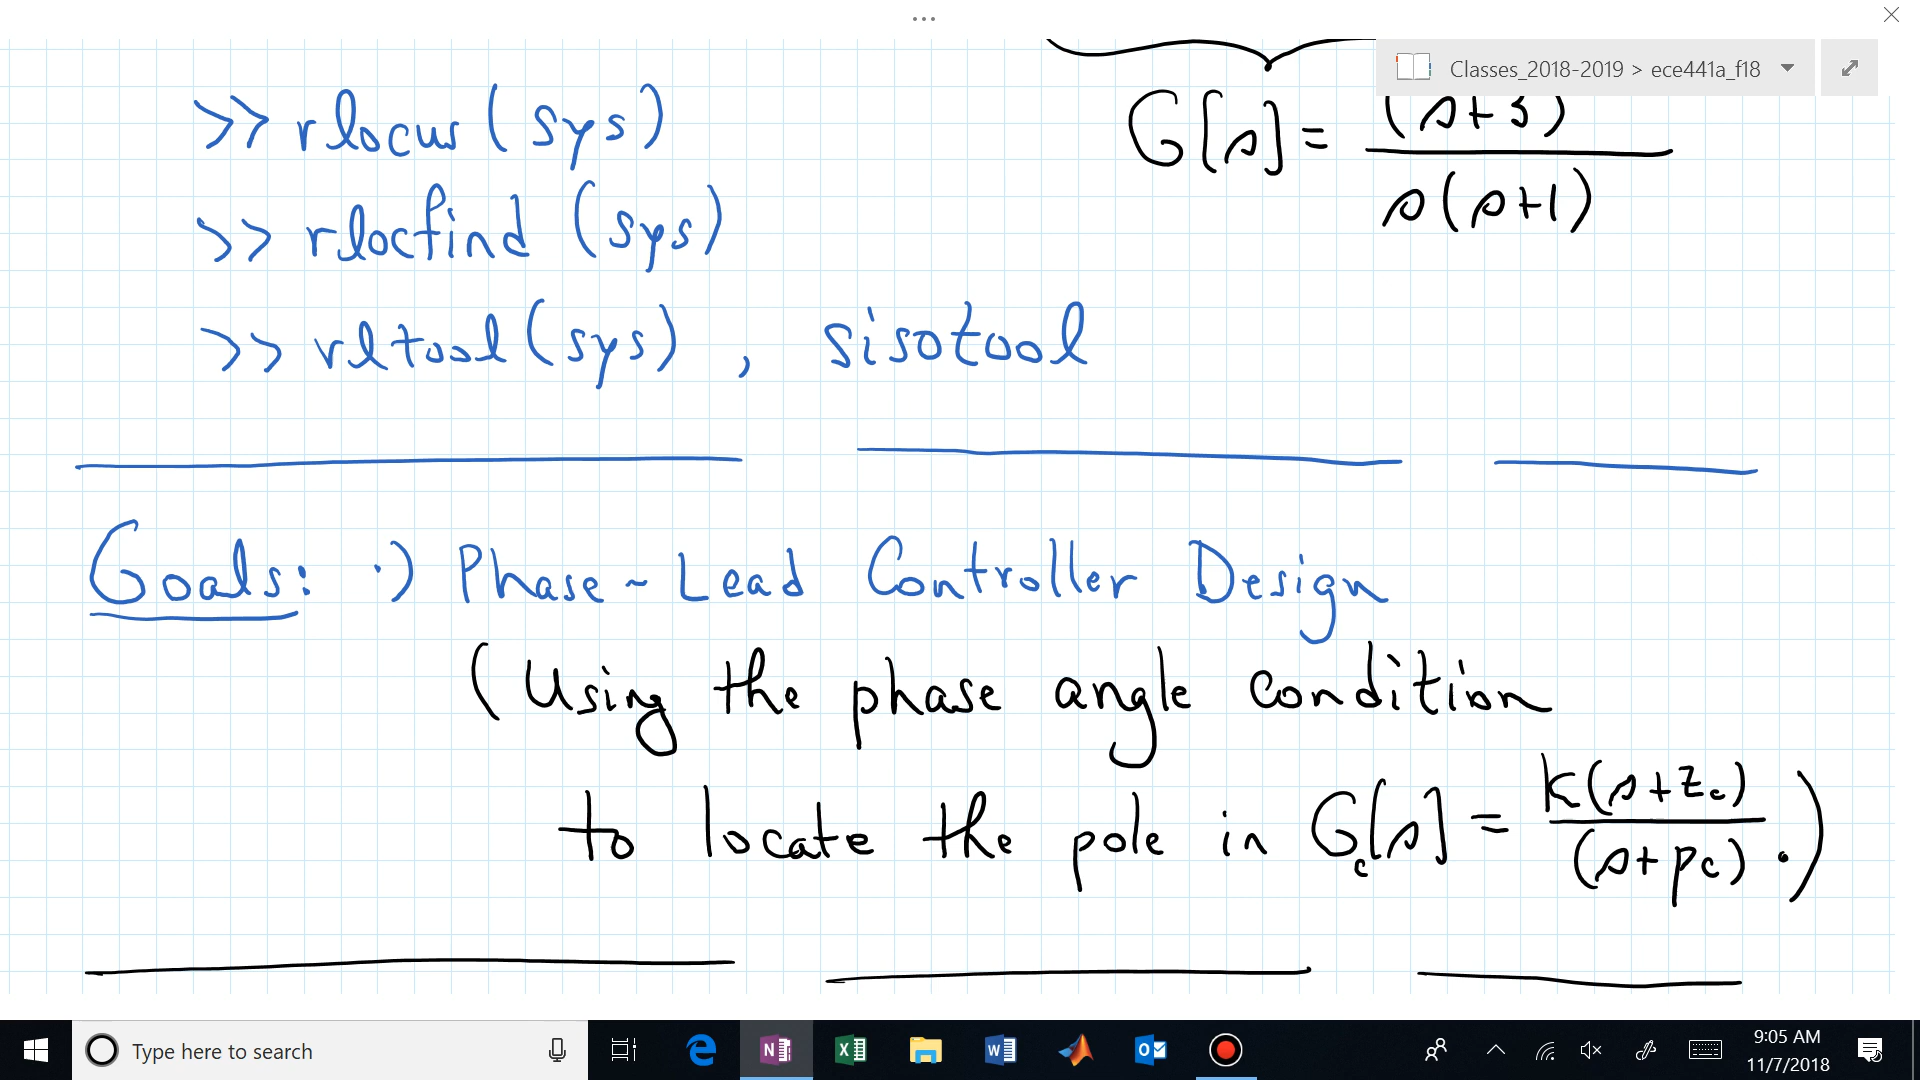 Classes_2018-2019 > ece441a_f18
>> rlocus (sys)
G[s] = (s+3) / s(s+1)
>> rlocfind (sys)
>> rltool (sys) , sisotool
Goals: ·) Phase-Lead Controller Design
(Using the phase angle condition
to locate the pole in Gc[s] = k(s+zc) / (s+pc) .)
Type here to search
9:05 AM
11/7/2018